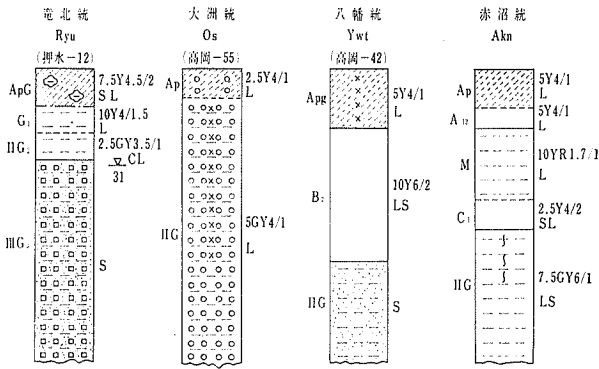 竜北統
Ryu
(押水-12)
ApG
7.5Y4.5/2
SL
G₁
10Y4/1.5
L
IIG₂
2.5GY3.5/1
CL
31
IIIG₃
S
大洲統
Os
(高岡-55)
Ap
2.5Y4/1
L
IIG
5GY4/1
L
八幡統
Ywt
(高岡-42)
Apg
5Y4/1
L
B₂
10Y6/2
LS
IIG
S
赤沼統
Akn
Ap
5Y4/1
L
A₁₂
5Y4/1
L
M
10YR1.7/1
L
C₁
2.5Y4/2
SL
IIG
7.5GY6/1
LS